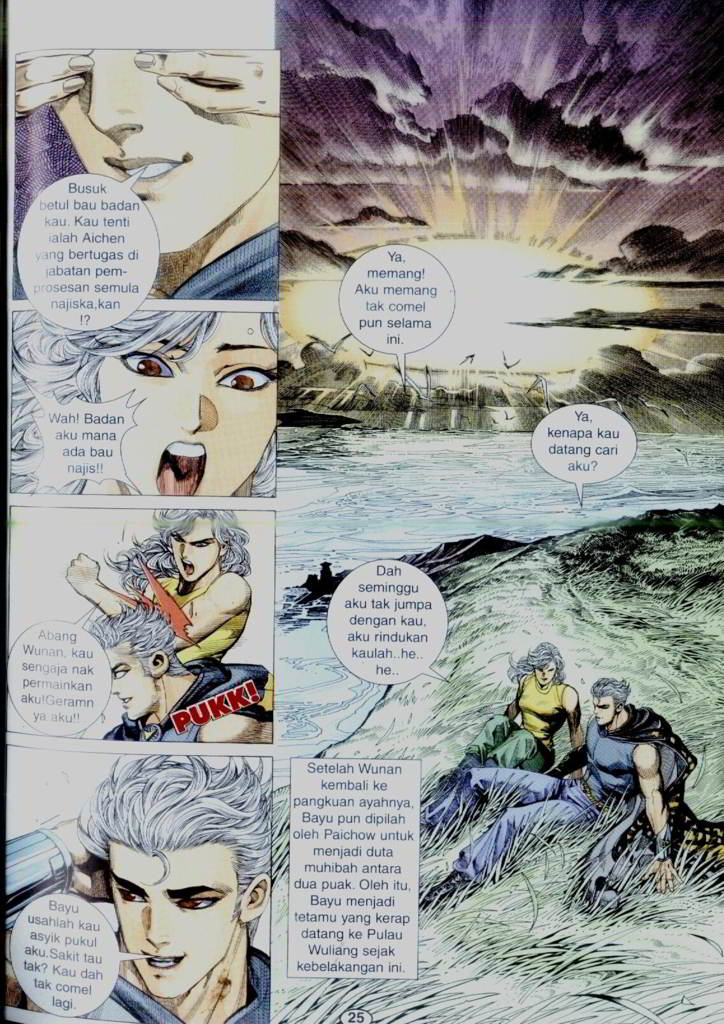 Busuk
betul bau badan
kau. Kau tenti
ialah Aichen
yang bertugas di
jabatan pem-
prosesan semula
najiska,kan
!?
Wah! Badan
aku mana
ada bau
najis!!
Abang
Wunan, kau
sengaja nak
permainkan
aku!Geramn
ya aku!!
PUKK!
Bayu
usahlah kau
asyik pukul
aku.Sakit tau
tak? Kau dah
tak comel
lagi.
Ya,
memang!
Aku memang
tak comel
pun selama
ini.
Ya,
kenapa kau
datang cari
aku?
Dah
seminggu
aku tak jumpa
dengan kau,
aku rindukan
kaulah..he..
he..
Setelah Wunan
kembali ke
pangkuan ayahnya,
Bayu pun dipilah
oleh Paichow untuk
menjadi duta
muhibah antara
dua puak. Oleh itu,
Bayu menjadi
tetamu yang kerap
datang ke Pulau
Wuliang sejak
kebelakangan ini.
25